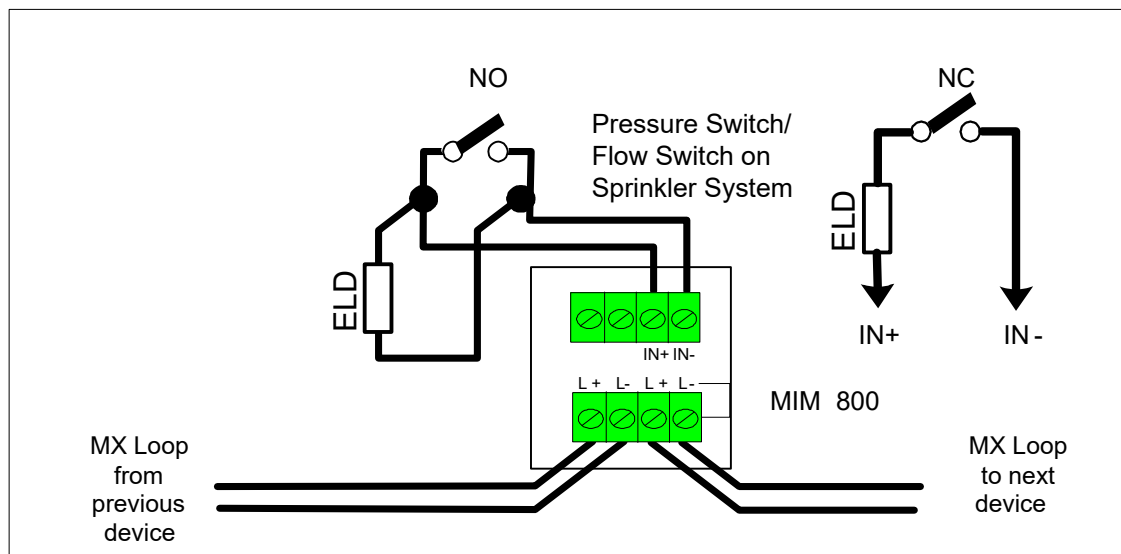 NO
NC
Pressure Switch/
Flow Switch on
Sprinkler System
ELD
ELD
IN+
IN -
IN+ IN-
L + L- L + L-
MIM 800
MX Loop
from
previous
device
MX Loop
to next
device